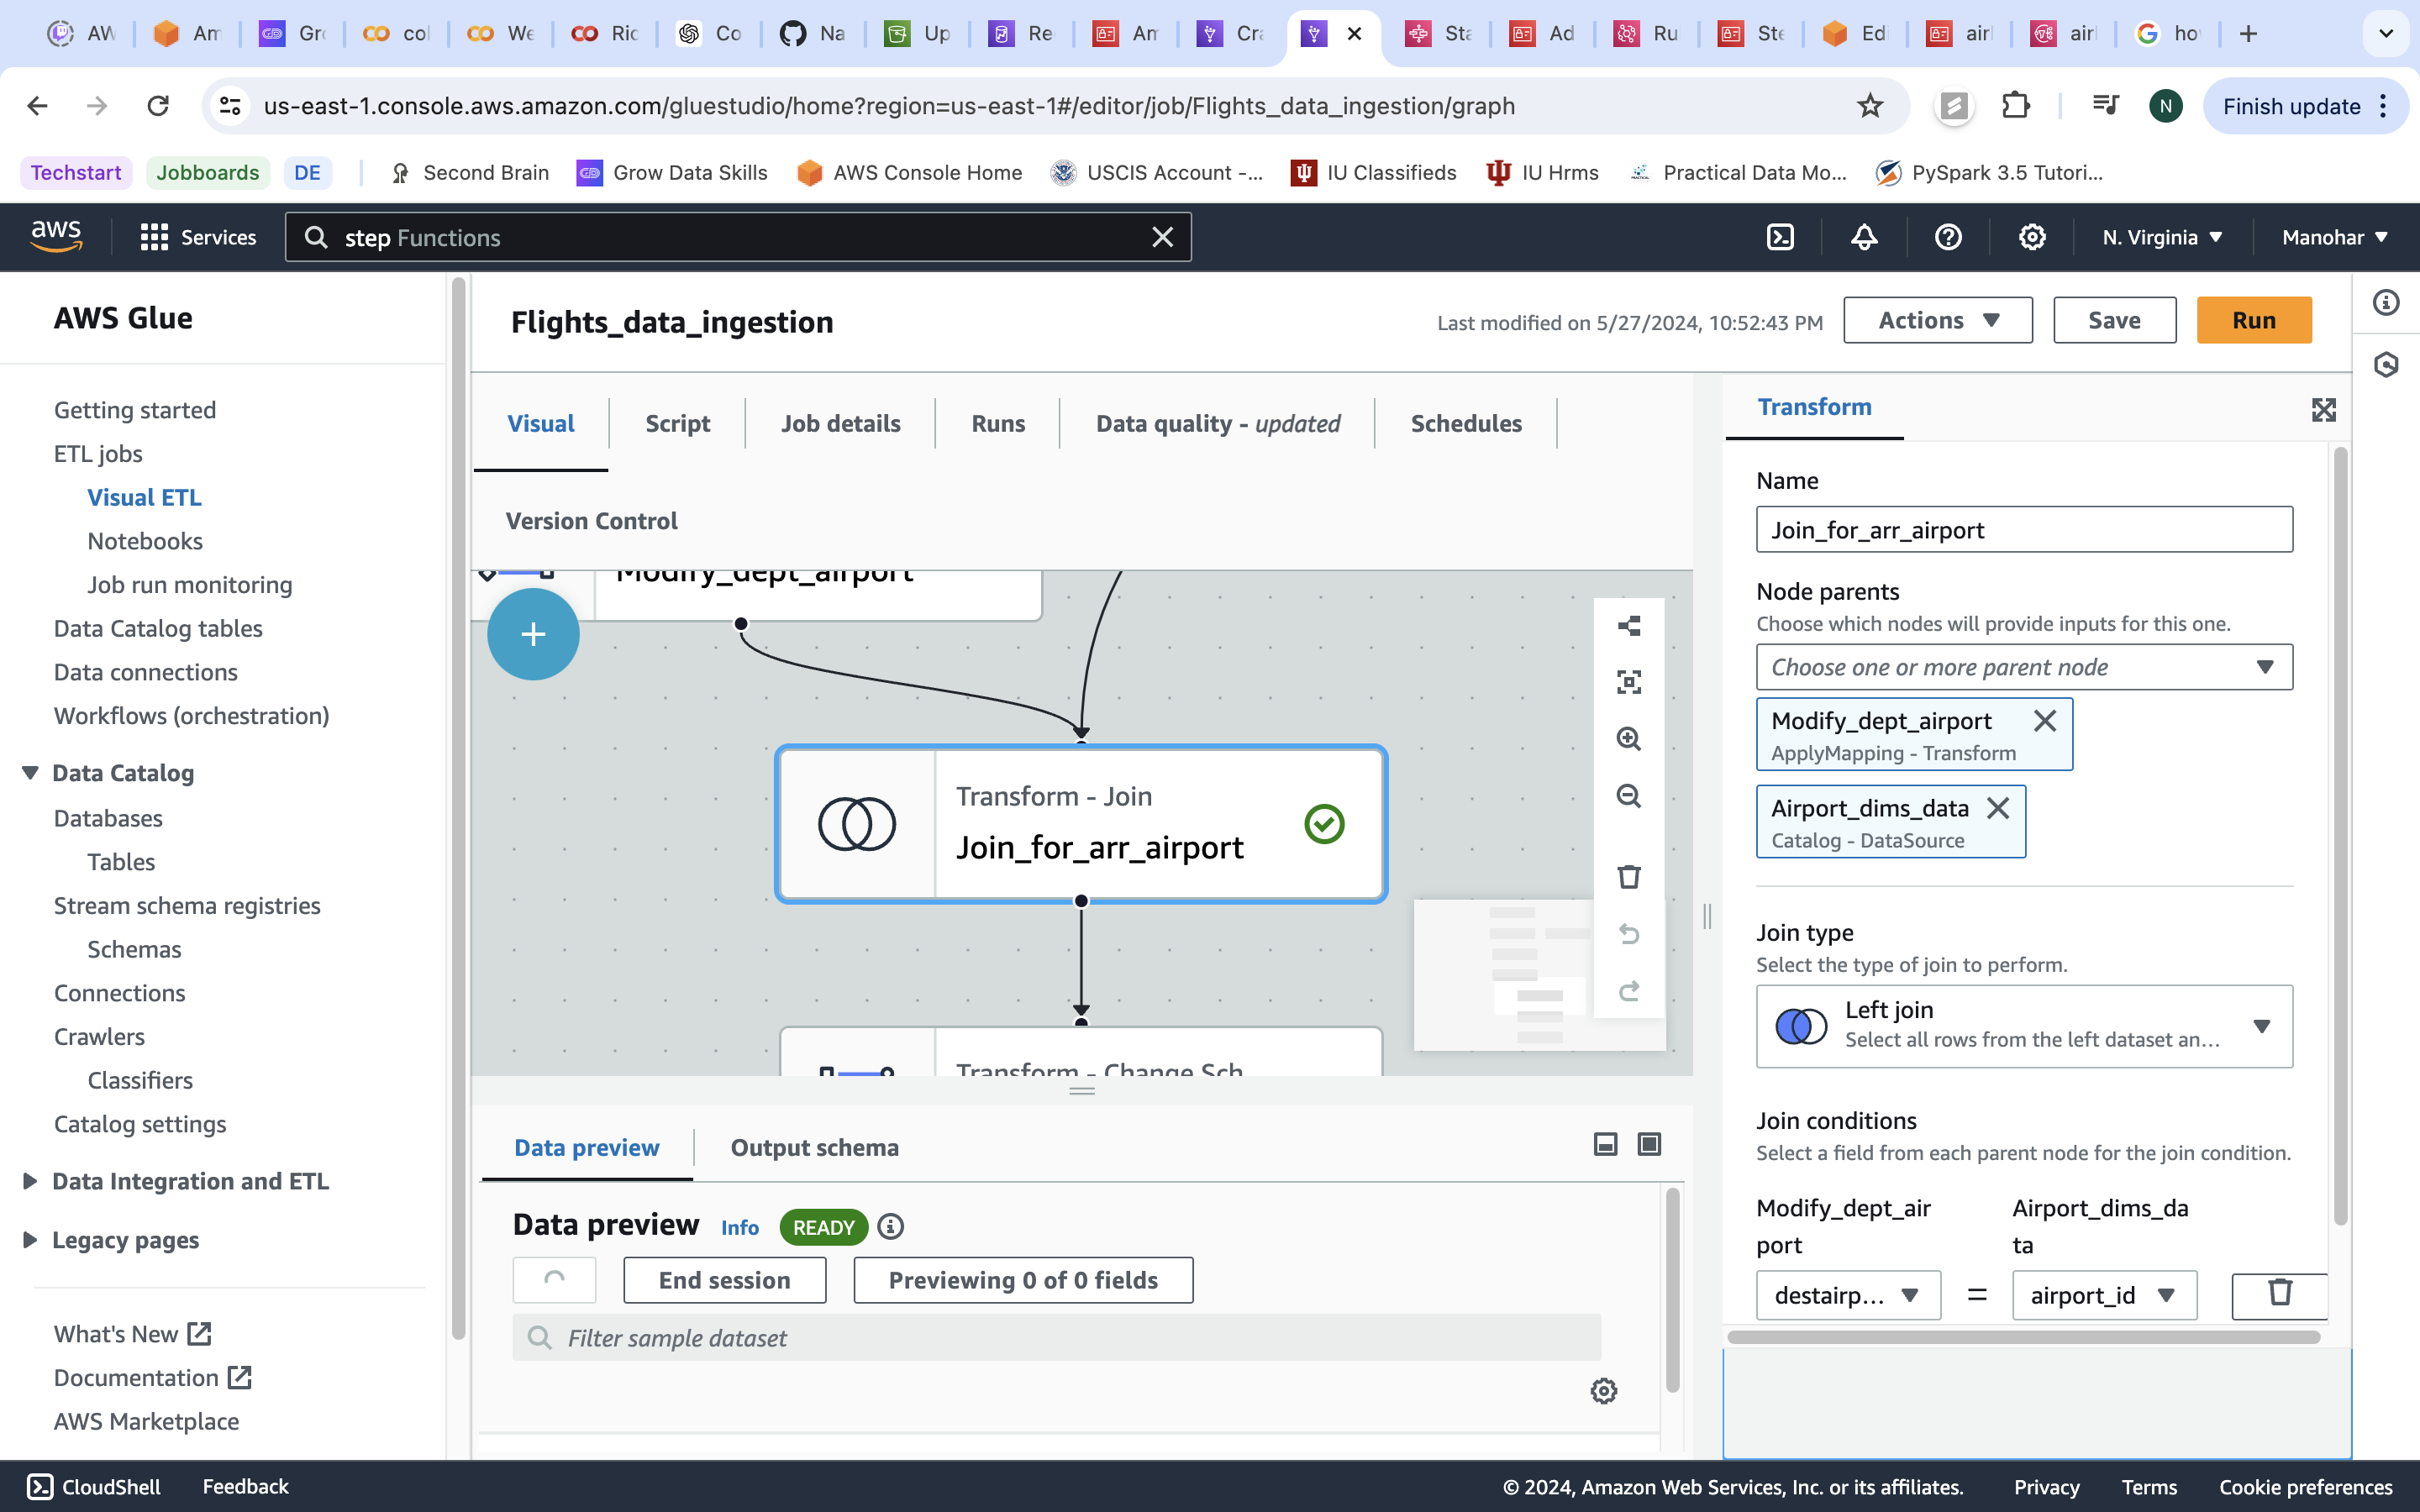 AW
Am
Gro
col
We
Ric
Co
Na
Up
Re
Am
Cra
Sta
Ad
Ru
Ste
Edi
airl
airl
how
us-east-1.console.aws.amazon.com/gluestudio/home?region=us-east-1#/editor/job/Flights_data_ingestion/graph
N
Finish update
Techstart
Jobboards
DE
Second Brain
Grow Data Skills
AWS Console Home
USCIS Account -...
IU Classifieds
IU Hrms
Practical Data Mo...
PySpark 3.5 Tutori...
aws
Services
step Functions
N. Virginia
Manohar
AWS Glue
Getting started
ETL jobs
Visual ETL
Notebooks
Job run monitoring
Data Catalog tables
Data connections
Workflows (orchestration)
Data Catalog
Databases
Tables
Stream schema registries
Schemas
Connections
Crawlers
Classifiers
Catalog settings
Data Integration and ETL
Legacy pages
What's New
Documentation
AWS Marketplace
Flights_data_ingestion
Last modified on 5/27/2024, 10:52:43 PM
Actions
Save
Run
Visual
Script
Job details
Runs
Data quality - updated
Schedules
Version Control
Modify_dept_airport
Transform - Join
Join_for_arr_airport
Transform - Change Sch
Data preview
Output schema
Data preview
Info
READY
End session
Previewing 0 of 0 fields
Filter sample dataset
Transform
Name
Join_for_arr_airport
Node parents
Choose which nodes will provide inputs for this one.
Choose one or more parent node
Modify_dept_airport
ApplyMapping - Transform
Airport_dims_data
Catalog - DataSource
Join type
Select the type of join to perform.
Left join
Select all rows from the left dataset an...
Join conditions
Select a field from each parent node for the join condition.
Modify_dept_air
port
Airport_dims_da
ta
destairp...
=
airport_id
CloudShell
Feedback
© 2024, Amazon Web Services, Inc. or its affiliates.
Privacy
Terms
Cookie preferences